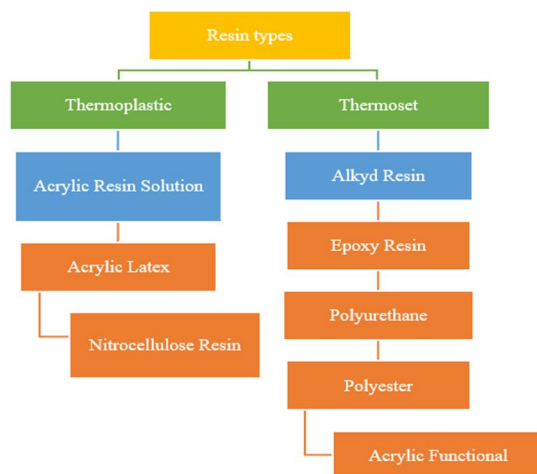 Resin types
Thermoplastic
Thermoset
Acrylic Resin Solution
Alkyd Resin
Acrylic Latex
Epoxy Resin
Nitrocellulose Resin
Polyurethane
Polyester
Acrylic Functional